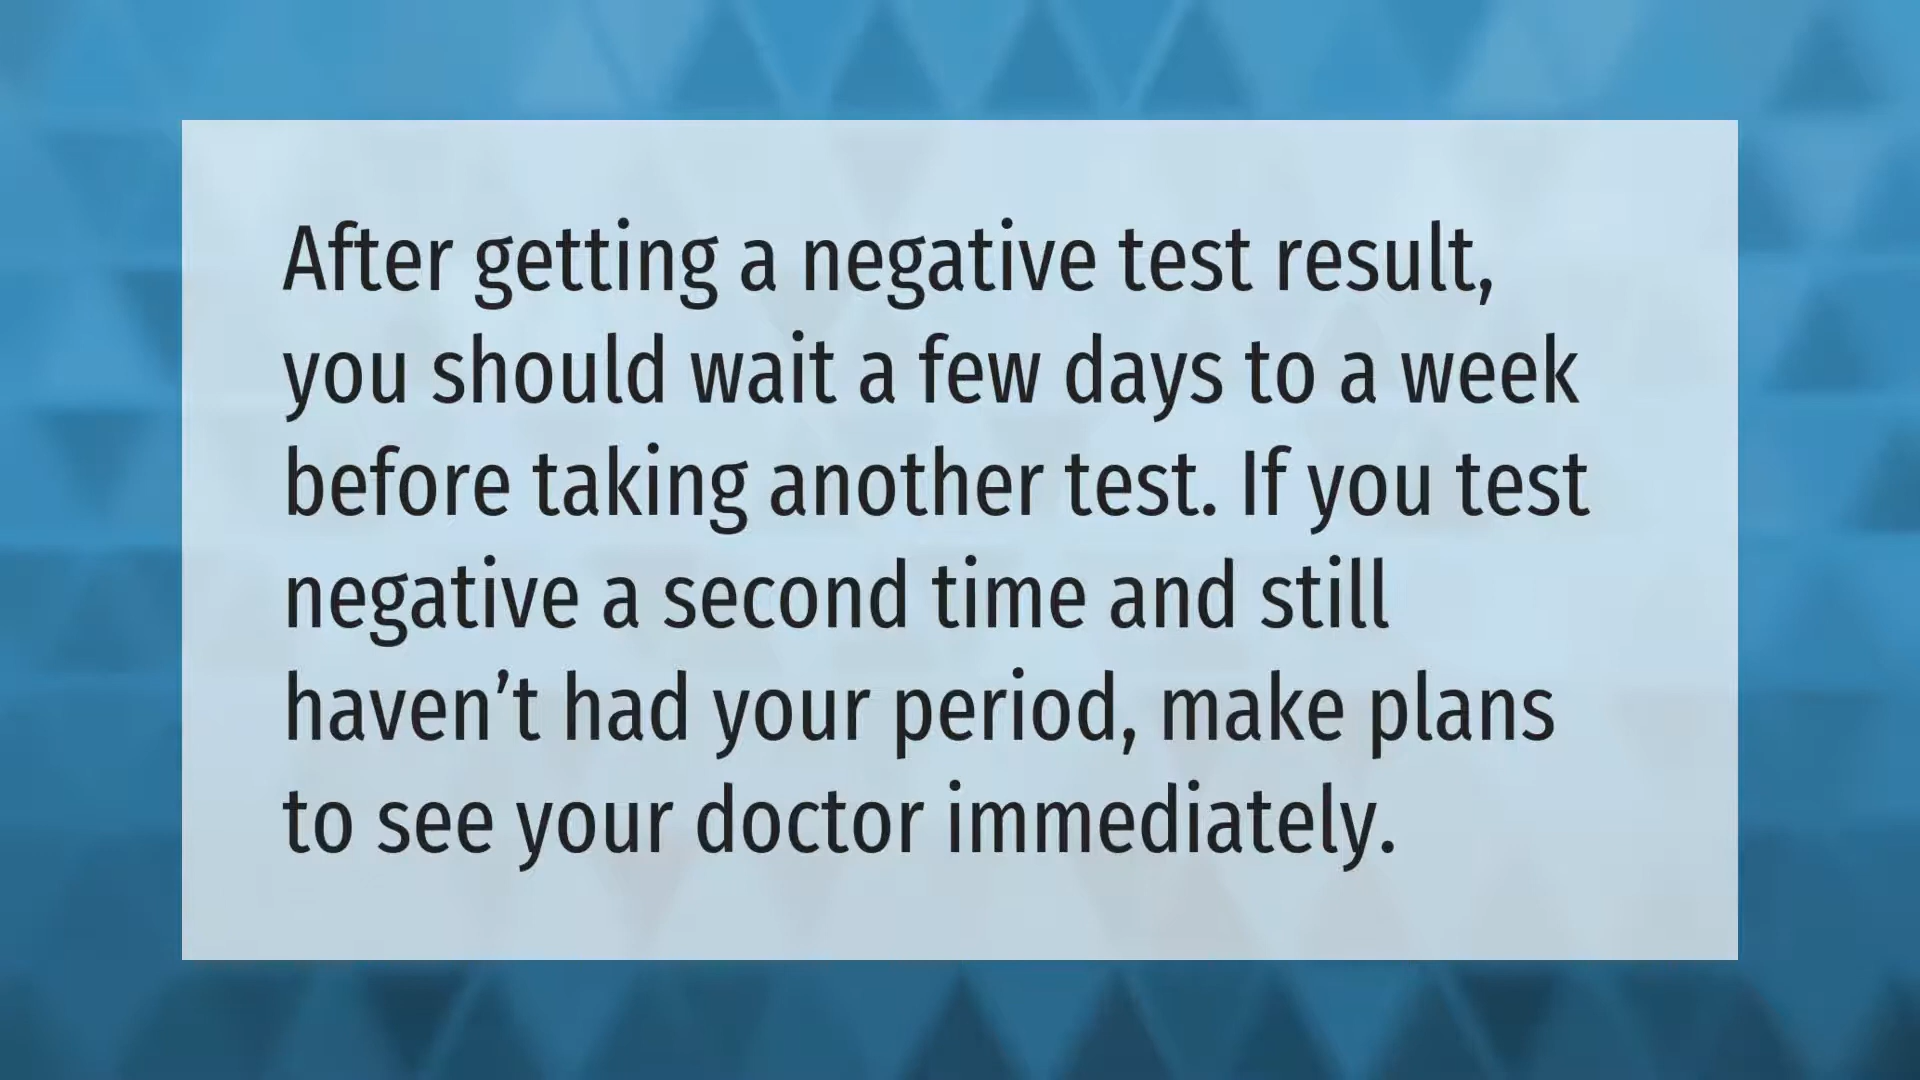 After getting a negative test result,
you should wait a few days to a week
before taking another test. If you test
negative a second time and still
haven’t had your period, make plans
to see your doctor immediately.